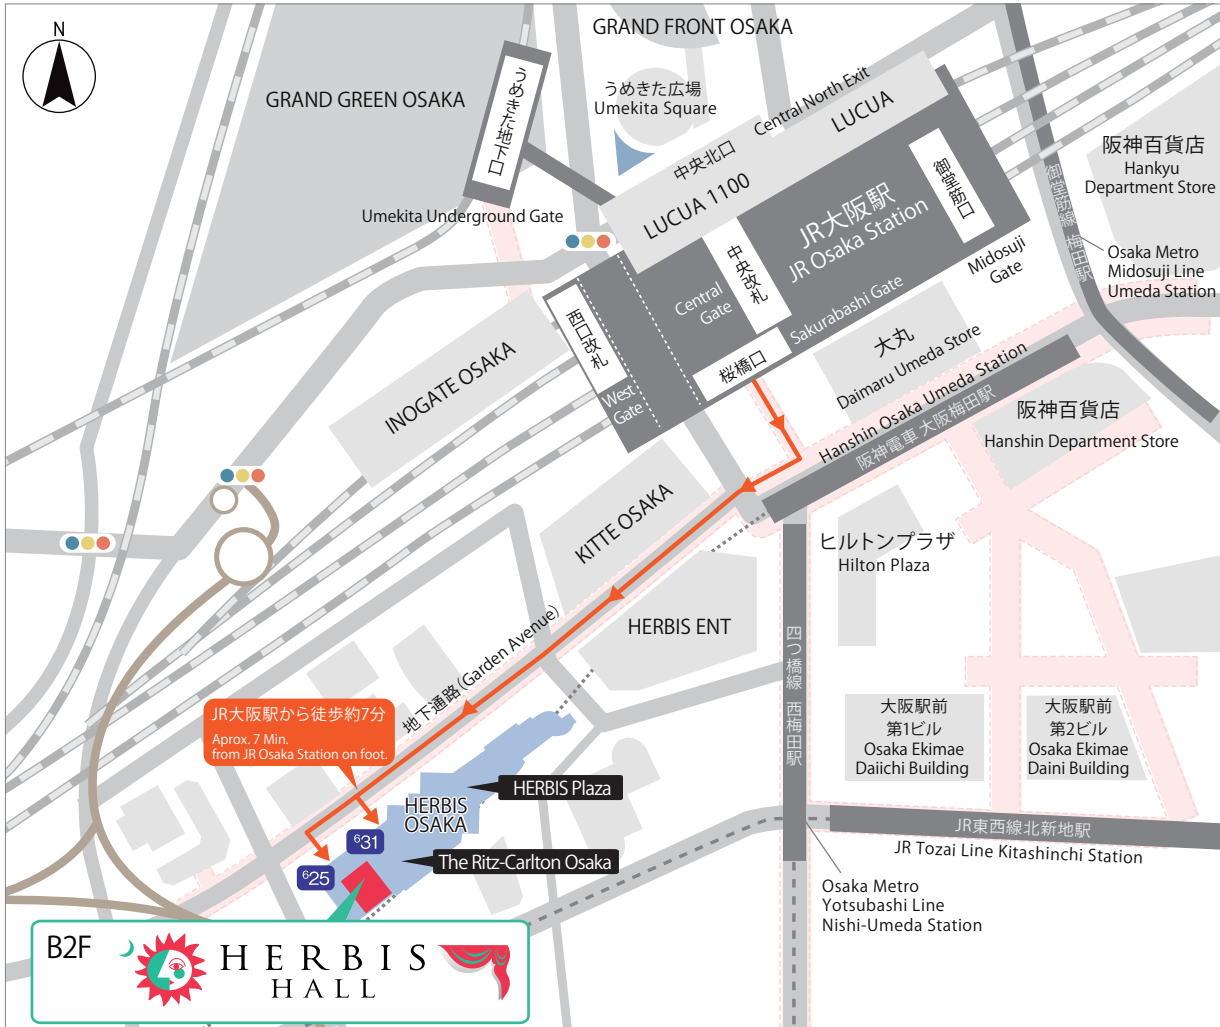 N
GRAND FRONT OSAKA
うめきた広場
Umekita Square
GRAND GREEN OSAKA
うめきた地下口
Umekita Underground Gate
Central North Exit
LUCUA
中央北口
LUCUA 1100
御堂筋口
JR大阪駅
JR Osaka Station
中央改札
Central
Gate
Midosuji
Gate
Sakurabashi Gate
桜橋口
西口改札
West
Gate
阪神百貨店
Hankyu
Department Store
御堂筋線 梅田駅
Osaka Metro
Midosuji Line
Umeda Station
大丸
Daimaru Umeda Store
INOGATE OSAKA
Hanshin Osaka Umeda Station
阪神電車 大阪梅田駅
阪神百貨店
Hanshin Department Store
KITTE OSAKA
ヒルトンプラザ
Hilton Plaza
HERBIS ENT
地下通路(Garden Avenue)
四つ橋線 西梅田駅
JR大阪駅から徒歩約7分
Aprox. 7 Min.
from JR Osaka Station on foot.
大阪駅前
第1ビル
Osaka Ekimae
Daiichi Building
大阪駅前
第2ビル
Osaka Ekimae
Daini Building
HERBIS Plaza
HERBIS
OSAKA
631
The Ritz-Carlton Osaka
625
JR東西線北新地駅
JR Tozai Line Kitashinchi Station
Osaka Metro
Yotsubashi Line
Nishi-Umeda Station
B2F
HERBIS
HALL